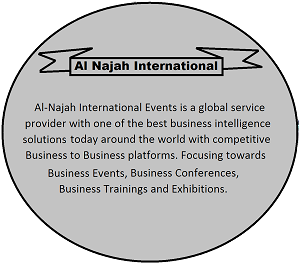 Al Najah International
Al-Najah International Events is a global service
provider with one of the best business intelligence
solutions today around the world with competitive
Business to Business platforms. Focusing towards
Business Events, Business Conferences,
Business Trainings and Exhibitions.